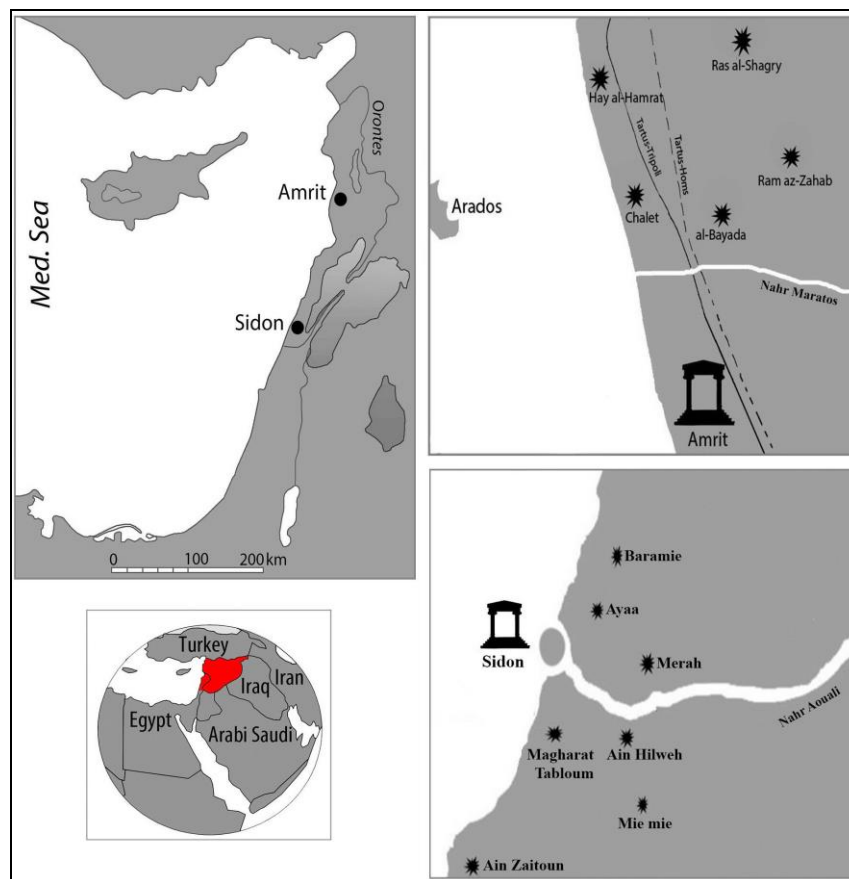 Orontes
Amrit
Med. Sea
Sidon
0 100 200 km
Turkey
Iran
Iraq
Egypt
Arabi Saudi
Ras al-Shagry
Hay al-Hamrat
Tartus-Tripoli
Tartus-Homs
Ram az-Zahab
Arados
Chalet
al-Bayada
Nahr Maratos
Amrit
Baramie
Ayaa
Sidon
Merah
Nahr Aouali
Magharat
Tabloum
Ain Hilweh
Mie mie
Ain Zaitoun